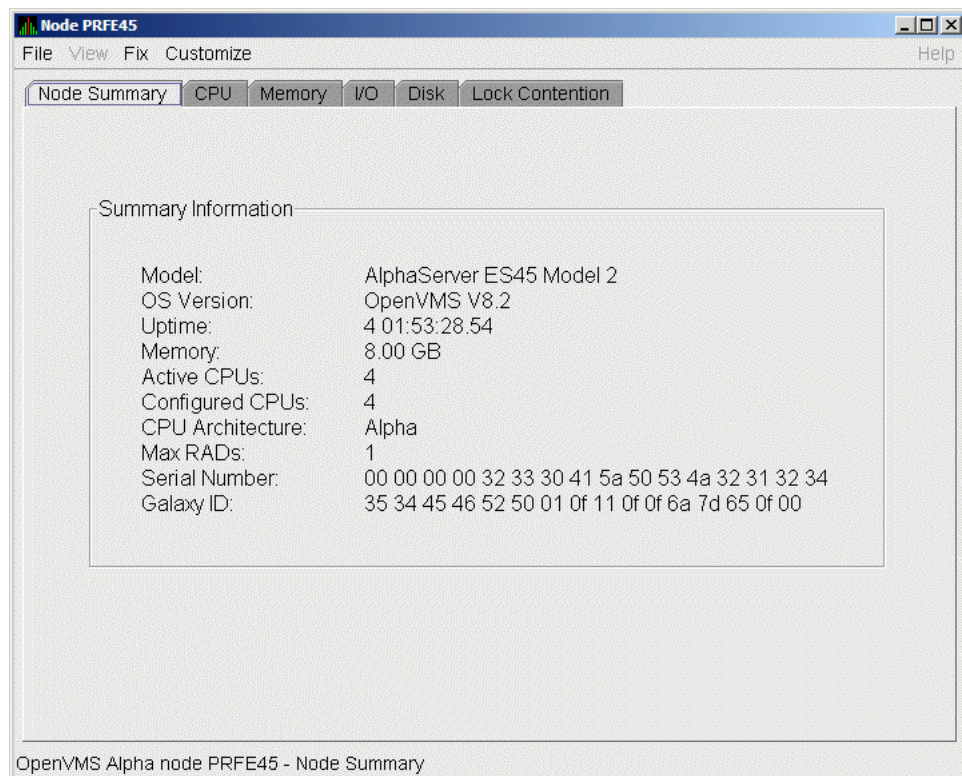 Node PRFE45
File View Fix Customize Help
Node Summary CPU Memory I/O Disk Lock Contention
Summary Information
Model: AlphaServer ES45 Model 2
OS Version: OpenVMS V8.2
Uptime: 4 01:53:28.54
Memory: 8.00 GB
Active CPUs: 4
Configured CPUs: 4
CPU Architecture: Alpha
Max RADs: 1
Serial Number: 00 00 00 00 32 33 30 41 5a 50 53 4a 32 31 32 34
Galaxy ID: 35 34 45 46 52 50 01 0f 11 0f 0f 6a 7d 65 0f 00
OpenVMS Alpha node PRFE45 - Node Summary